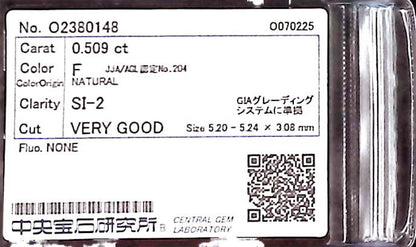 No. O2380148 O070225
Carat 0.509 ct
Color F JJA/AGL認定No.204
ColorOrigin NATURAL
Clarity SI-2 GIAグレーディング
システムに準拠
Cut VERY GOOD Size 5.20 - 5.24 × 3.08 mm
Fluo. NONE
中央宝石研究所 B CENTRAL GEM
LABORATORY